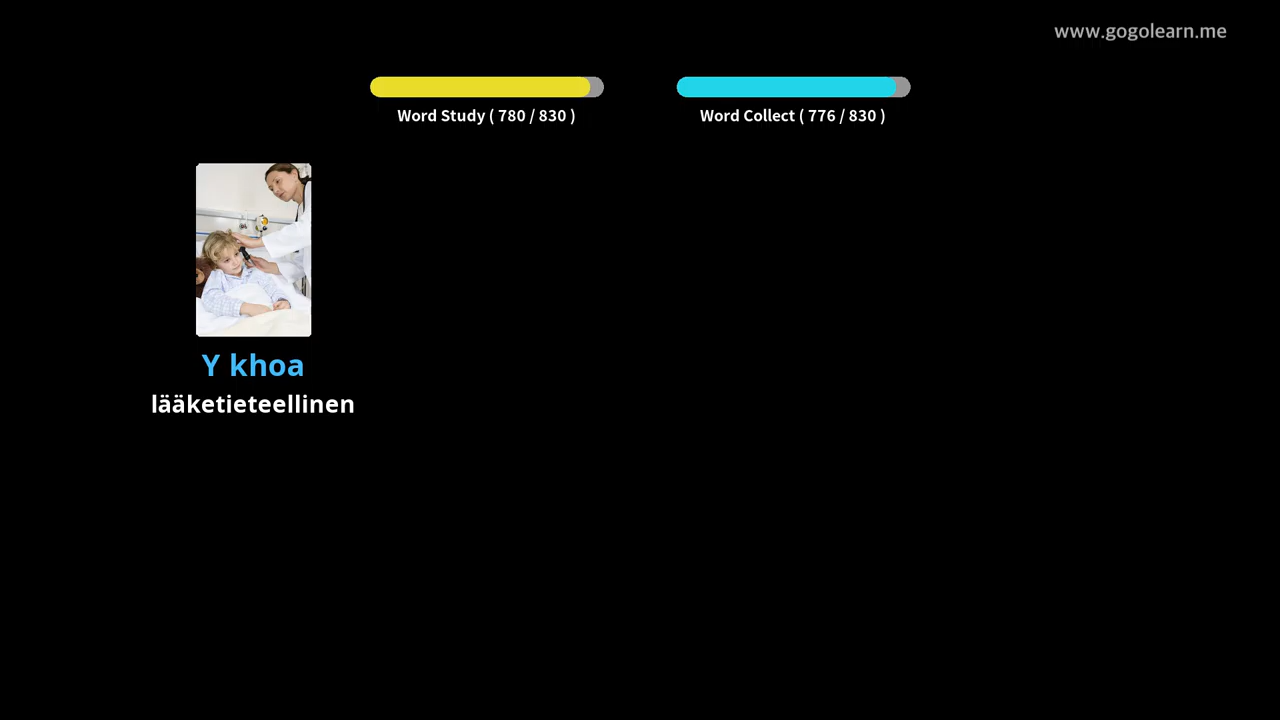 www.gogolearn.me
Word Study ( 780 / 830 )
Word Collect ( 776 / 830 )
Y khoa
lääketieteellinen